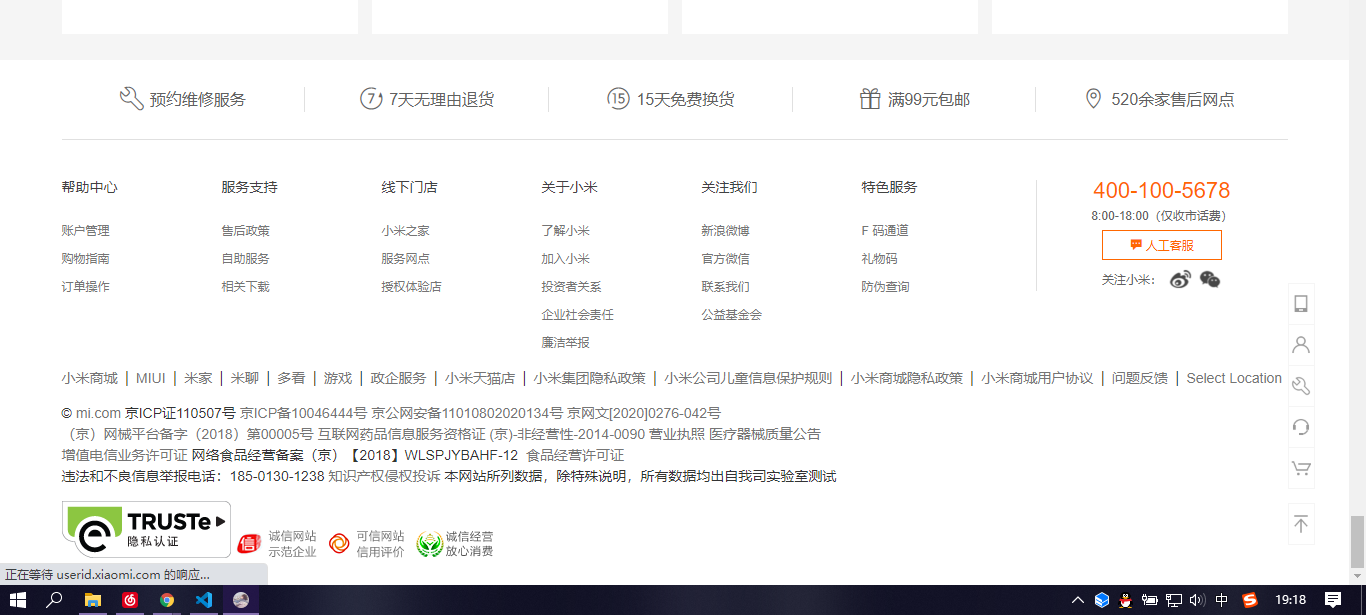 预约维修服务
7 7天无理由退货
15 15天免费换货
满99元包邮
520余家售后网点
帮助中心
账户管理
购物指南
订单操作
服务支持
售后政策
自助服务
相关下载
线下门店
小米之家
服务网点
授权体验店
关于小米
了解小米
加入小米
投资者关系
企业社会责任
廉洁举报
关注我们
新浪微博
官方微信
联系我们
公益基金会
特色服务
F 码通道
礼物码
防伪查询
400-100-5678
8:00-18:00（仅收市话费）
人工客服
关注小米：
小米商城 | MIUI | 米家 | 米聊 | 多看 | 游戏 | 政企服务 | 小米天猫店 | 小米集团隐私政策 | 小米公司儿童信息保护规则 | 小米商城隐私政策 | 小米商城用户协议 | 问题反馈 | Select Location
© mi.com 京ICP证110507号 京ICP备10046444号 京公网安备11010802020134号 京网文[2020]0276-042号
（京）网械平台备字（2018）第00005号 互联网药品信息服务资格证 (京)-非经营性-2014-0090 营业执照 医疗器械质量公告
增值电信业务许可证 网络食品经营备案（京）【2018】WLSPJYBAHF-12 食品经营许可证
违法和不良信息举报电话：185-0130-1238 知识产权侵权投诉 本网站所列数据，除特殊说明，所有数据均出自我司实验室测试
TRUSTe
隐私认证
信 诚信网站
示范企业
可信网站
信用评价
诚信经营
放心消费
正在等待 userid.xiaomi.com 的响应...
中
S
19:18